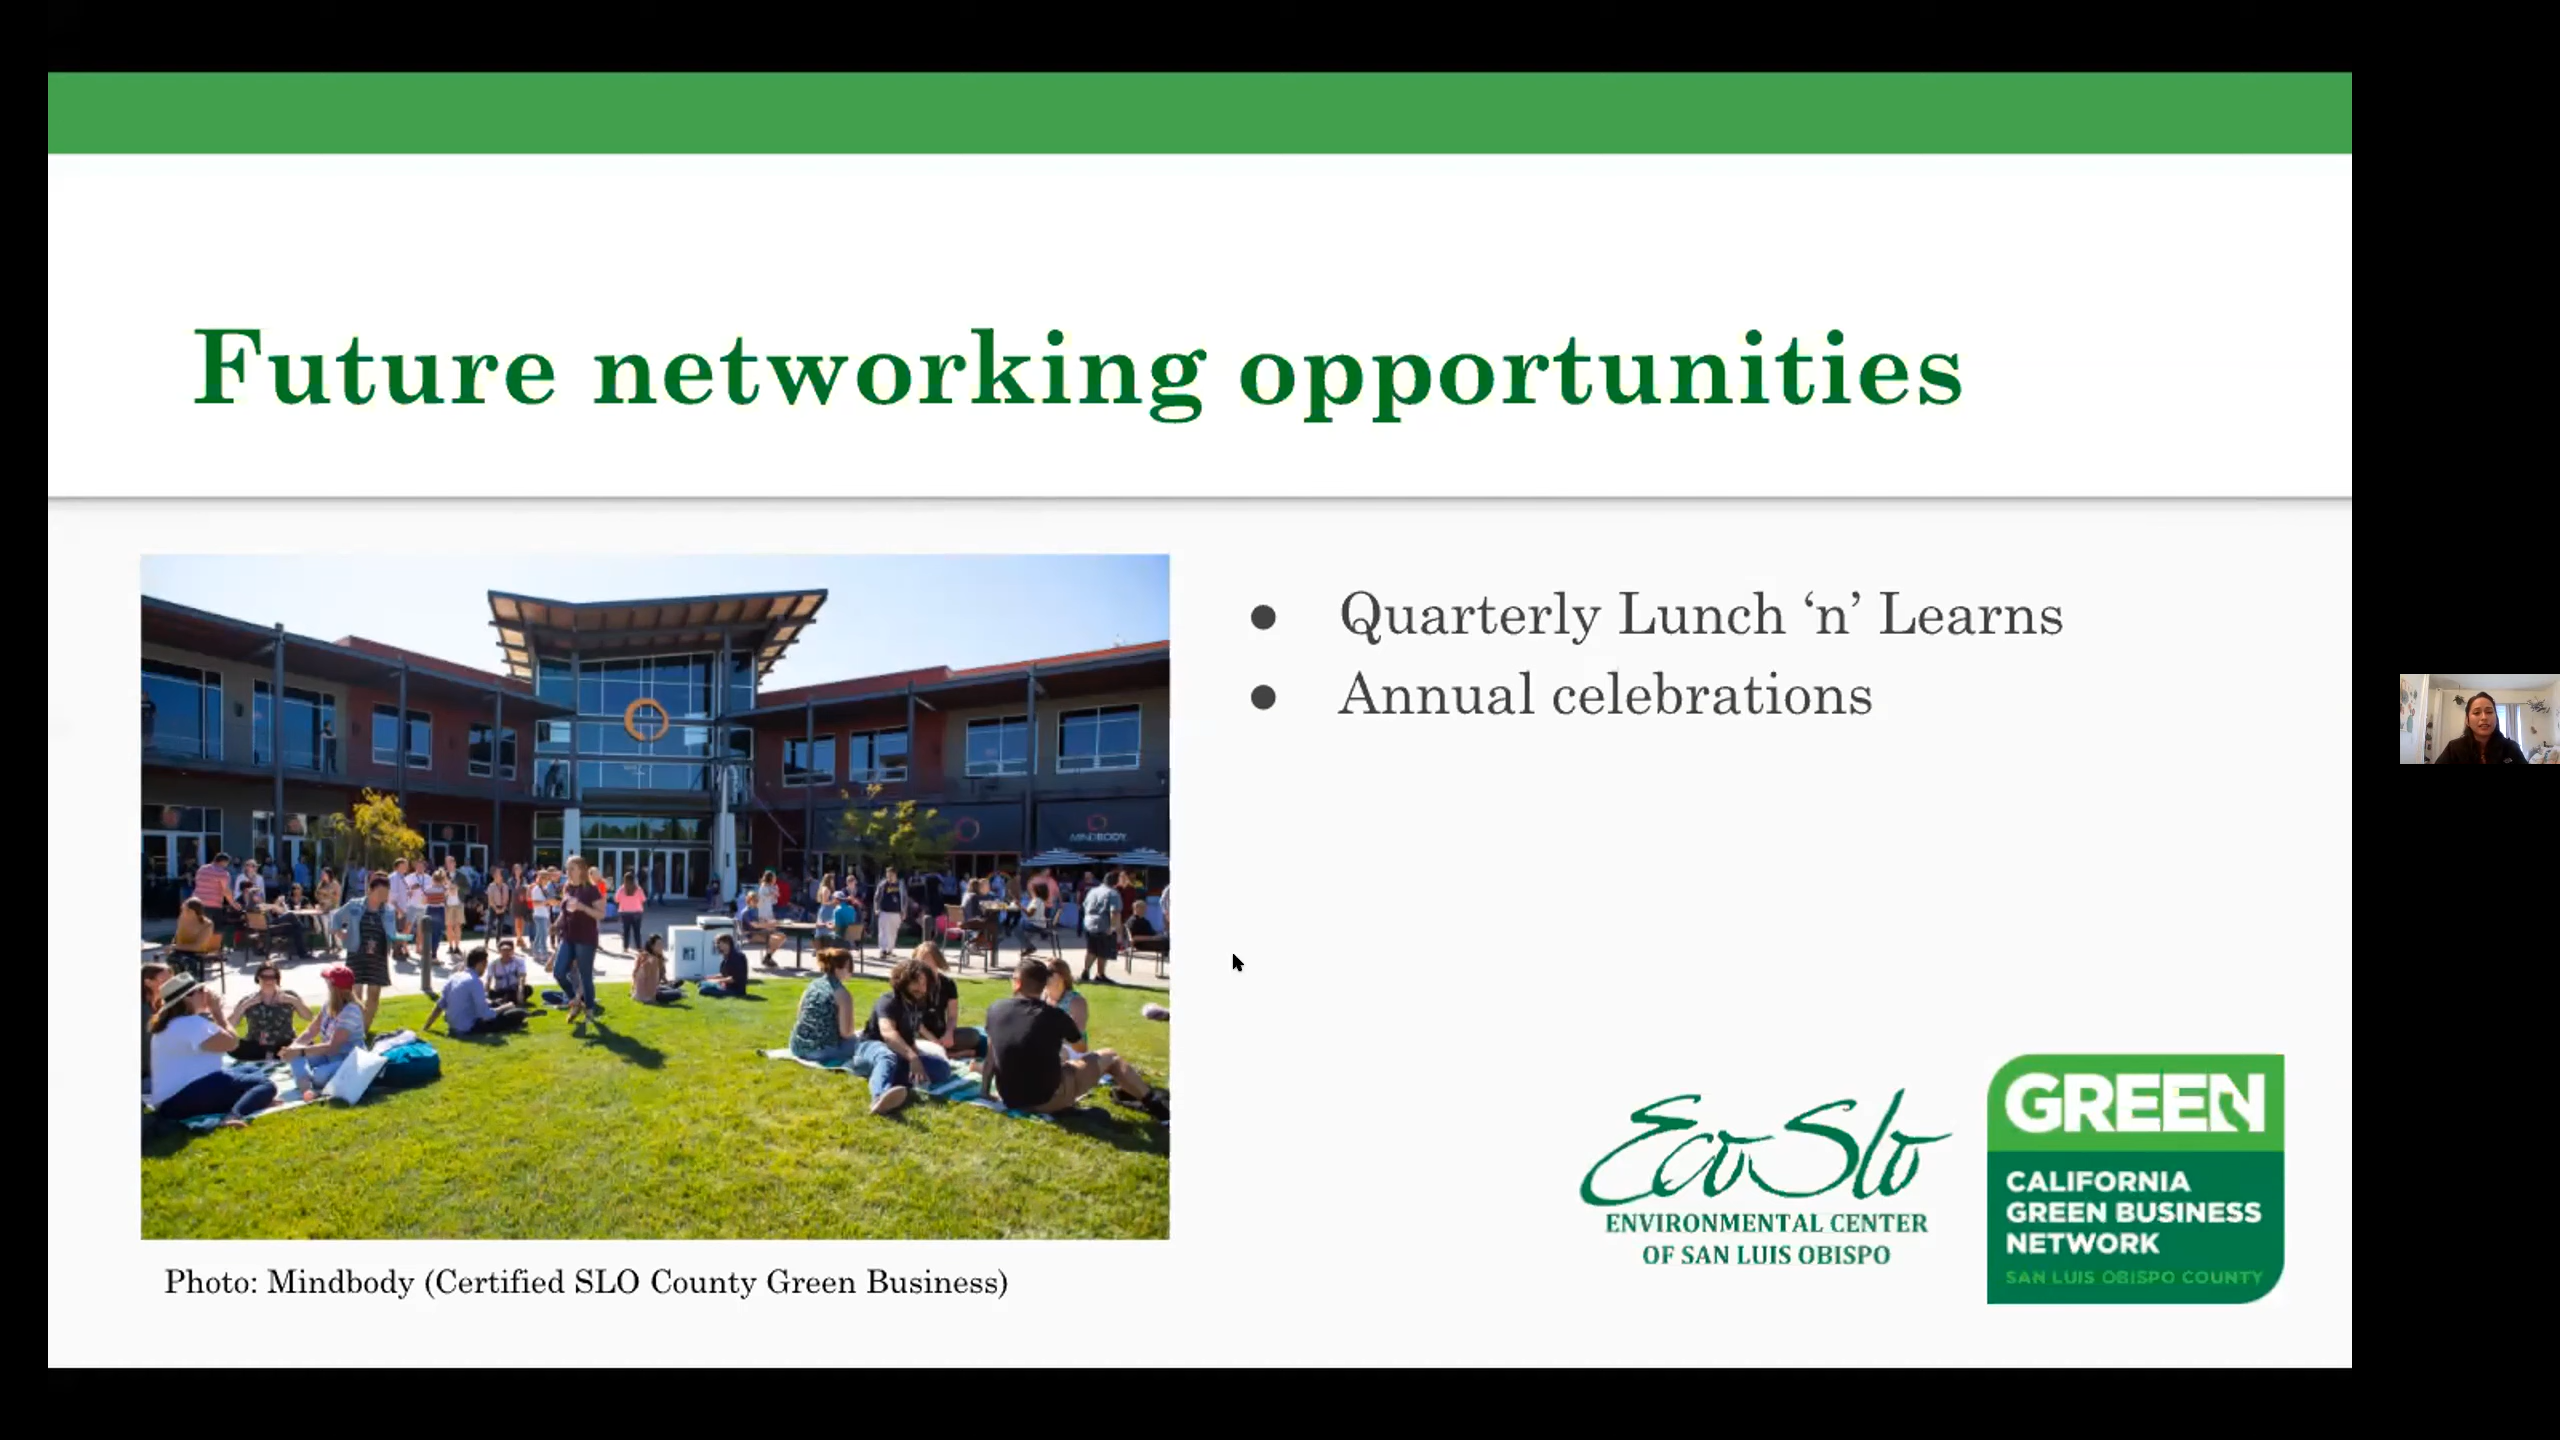 Future networking opportunities
● Quarterly Lunch ‘n’ Learns
● Annual celebrations
MINDBODY
Photo: Mindbody (Certified SLO County Green Business)
EcoSlo
ENVIRONMENTAL CENTER
OF SAN LUIS OBISPO
GREEN
CALIFORNIA
GREEN BUSINESS
NETWORK
SAN LUIS OBISPO COUNTY